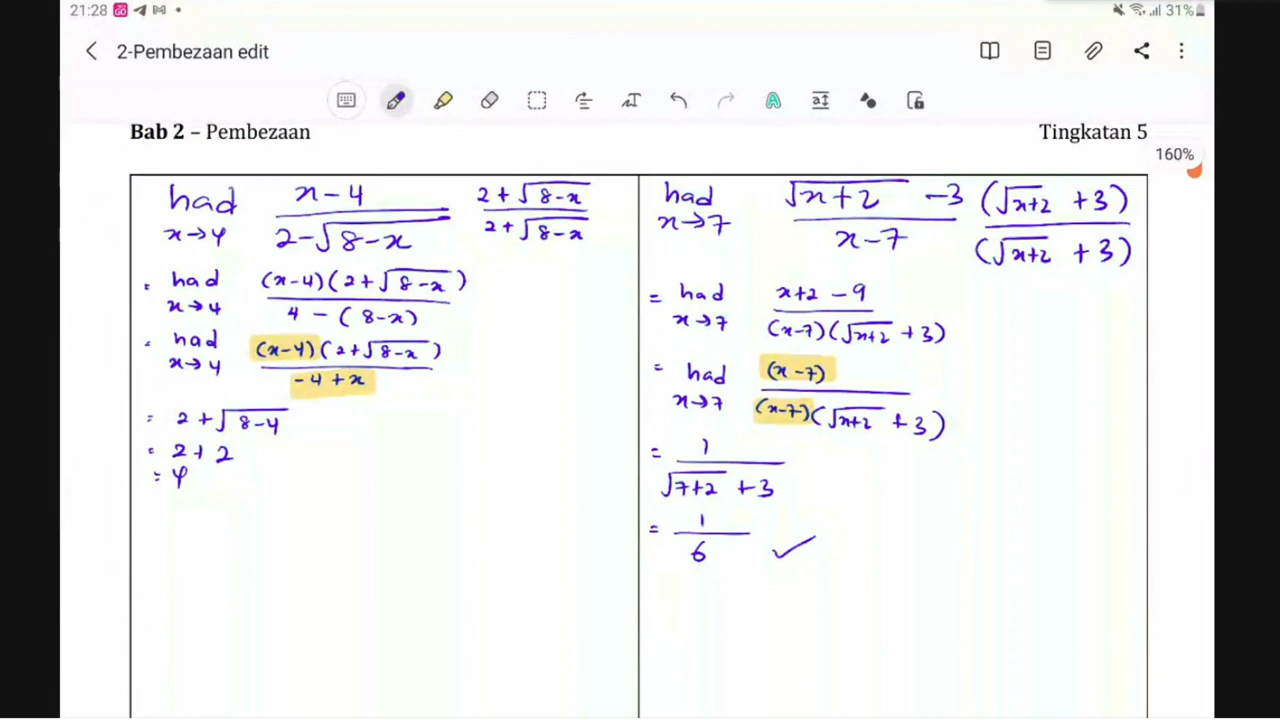 21:28 GO 31%
2-Pembezaan edit
Bab 2 – Pembezaan
Tingkatan 5
160%
had x→4 (x-4)/(2-√(8-x)) (2+√(8-x))/(2+√(8-x))
= had x→4 ((x-4)(2+√(8-x)))/(4-(8-x))
= had x→4 ((x-4)(2+√(8-x)))/(-4+x)
= 2+√(8-4)
= 2+2
= 4
had x→7 (√(x+2) -3)/(x-7) ((√(x+2) +3))/((√(x+2) +3))
= had x→7 (x+2-9)/((x-7)(√(x+2) +3))
= had x→7 (x-7)/((x-7)(√(x+2) +3))
= 1/(√(7+2) +3)
= 1/6 ✓